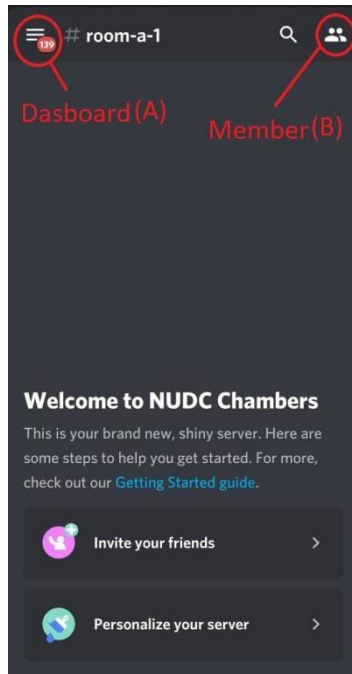 139
# room-a-1
Dasboard(A)
Member(B)
Welcome to NUDC Chambers
This is your brand new, shiny server. Here are
some steps to help you get started. For more,
check out our Getting Started guide.
Invite your friends
Personalize your server